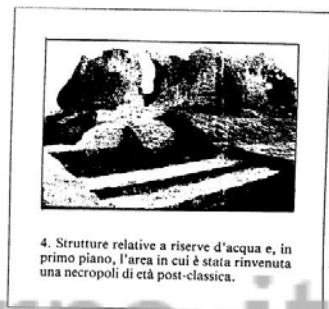 4. Strutture relative a riserve d'acqua e, in
primo piano, l'area in cui è stata rinvenuta
una necropoli di età post-classica.